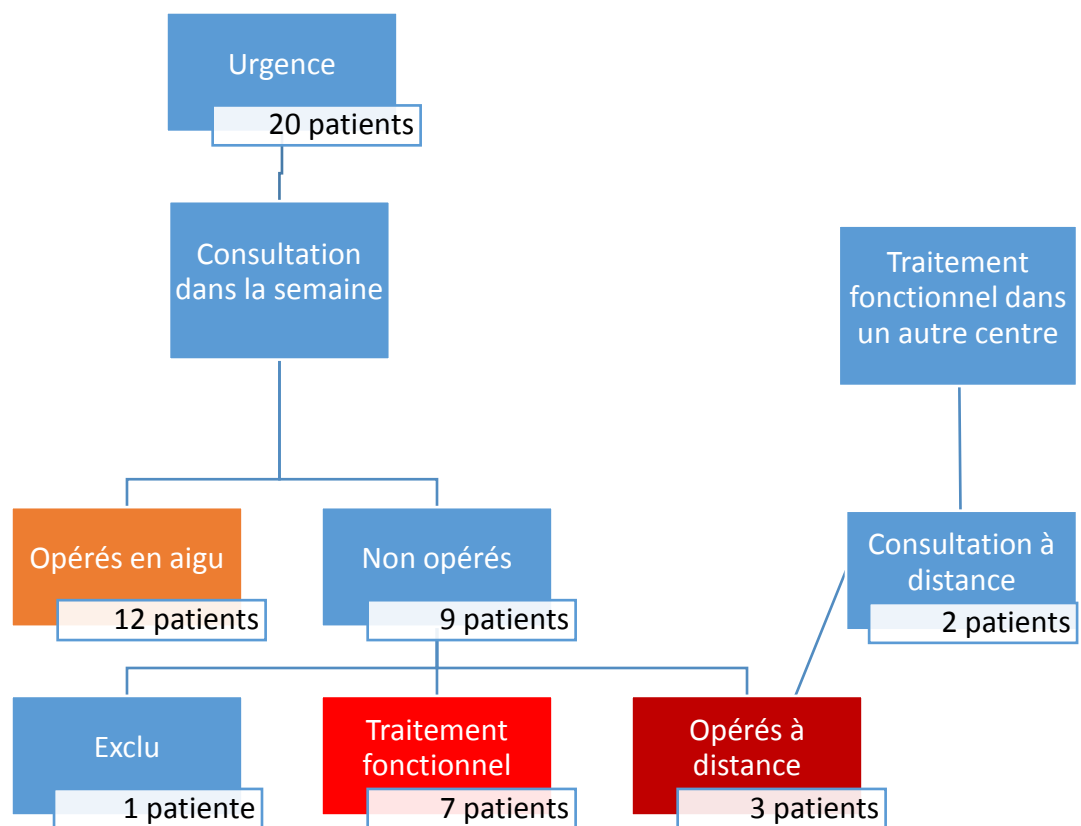 Urgence
20 patients
Consultation
dans la semaine
Traitement
fonctionnel dans
un autre centre
Opérés en aigu
12 patients
Non opérés
9 patients
Consultation à
distance
2 patients
Exclu
1 patiente
Traitement
fonctionnel
7 patients
Opérés à
distance
3 patients